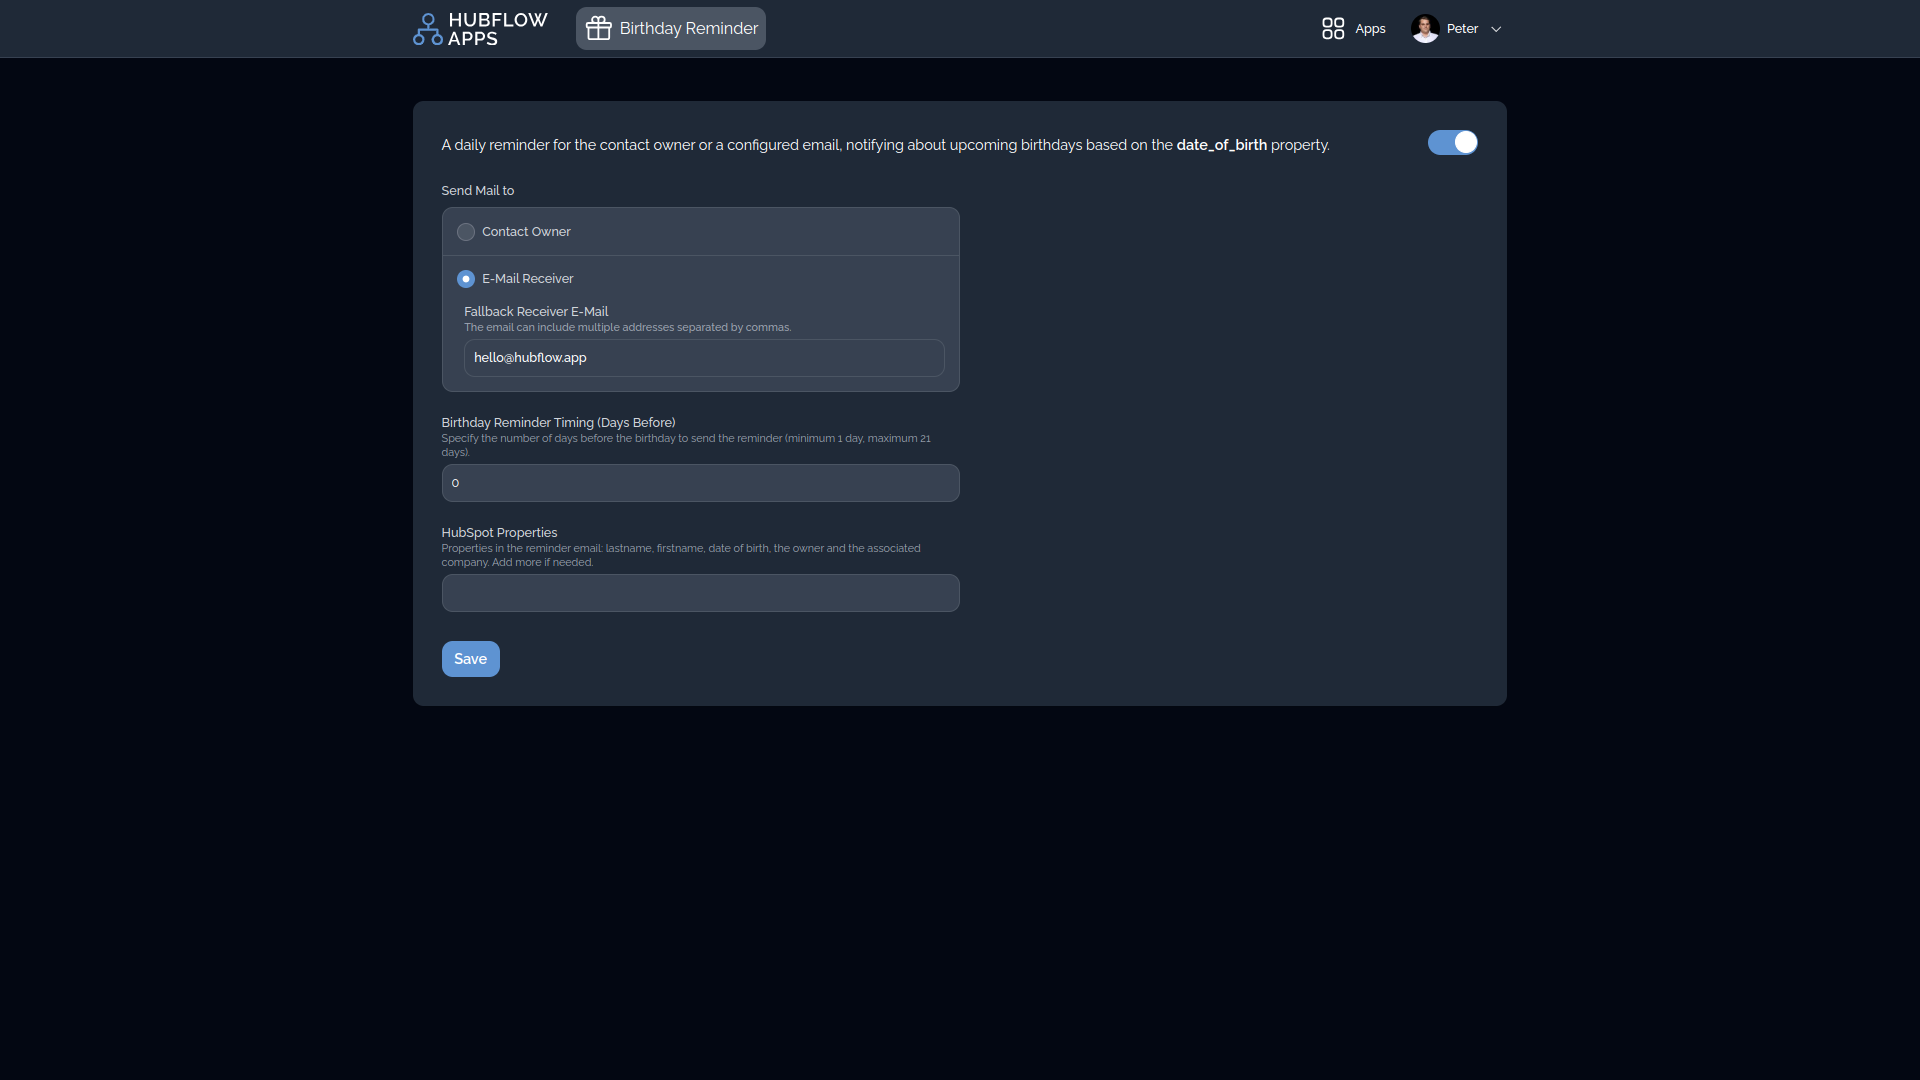 HUBFLOW
APPS
Birthday Reminder
Apps
Peter
A daily reminder for the contact owner or a configured email, notifying about upcoming birthdays based on the date_of_birth property.
Send Mail to
Contact Owner
E-Mail Receiver
Fallback Receiver E-Mail
The email can include multiple addresses separated by commas.
hello@hubflow.app
Birthday Reminder Timing (Days Before)
Specify the number of days before the birthday to send the reminder (minimum 1 day, maximum 21
days).
0
HubSpot Properties
Properties in the reminder email: lastname, firstname, date of birth, the owner and the associated
company. Add more if needed.
Save